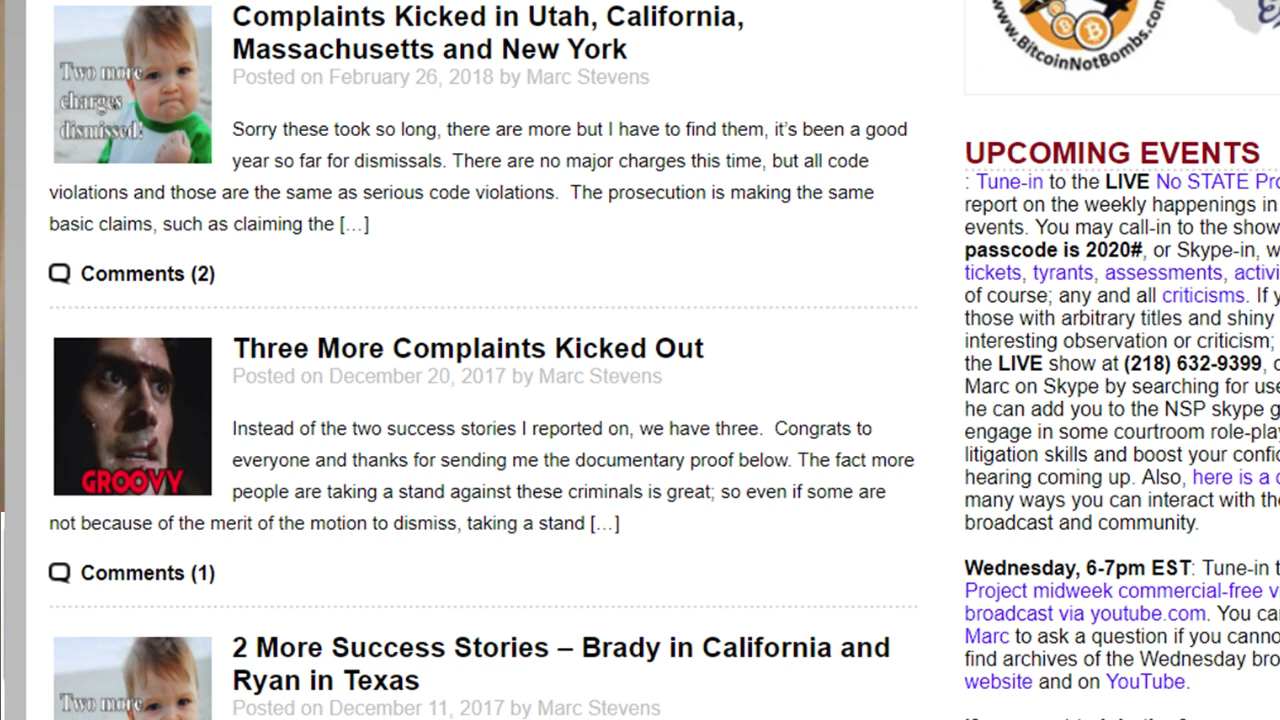 Complaints Kicked in Utah, California,
Massachusetts and New York
Posted on February 26, 2018 by Marc Stevens
Two more
charges
dismissed!
Sorry these took so long, there are more but I have to find them, it's been a good
year so far for dismissals. There are no major charges this time, but all code
violations and those are the same as serious code violations.  The prosecution is making the same
basic claims, such as claiming the […]
Comments (2)
Three More Complaints Kicked Out
Posted on December 20, 2017 by Marc Stevens
GROOVY
Instead of the two success stories I reported on, we have three.  Congrats to
everyone and thanks for sending me the documentary proof below. The fact more
people are taking a stand against these criminals is great; so even if some are
not because of the merit of the motion to dismiss, taking a stand […]
Comments (1)
2 More Success Stories – Brady in California and
Ryan in Texas
Posted on December 11, 2017 by Marc Stevens
Two more
www.BitcoinNotBombs.com
UPCOMING EVENTS
: Tune-in to the LIVE No STATE
report on the weekly happenings in
events. You may call-in to the show
passcode is 2020#, or Skype-in,
tickets, tyrants, assessments,
of course; any and all criticisms. If
those with arbitrary titles and shiny
interesting observation or criticism;
the LIVE show at (218) 632-9399,
Marc on Skype by searching for
he can add you to the NSP skype
engage in some courtroom
litigation skills and boost your
hearing coming up. Also, here is a
many ways you can interact with
broadcast and community.
Wednesday, 6-7pm EST: Tune-in
Project midweek commercial-free
broadcast via youtube.com. You
Marc to ask a question if you
find archives of the Wednesday
website and on YouTube.